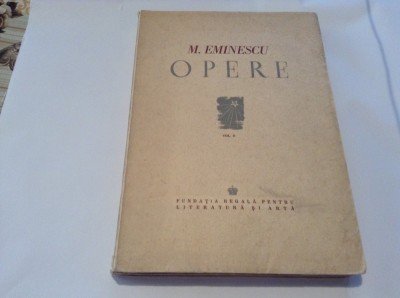 M. EMINESCU
OPERE
FUNDAȚIA REGALĂ PENTRU
LITERATURĂ ȘI ARTĂ